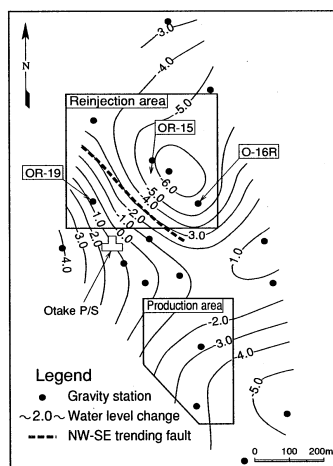 N
-3.0
-4.0
Reinjection area
-5.0
OR-15
O-16R
OR-19
-6.0
-5.0
-4.0
-3.0
-2.0
-1.0
0.0
1.0
2.0
4.0
-3.0
1.0
Otake P/S
Production area
-2.0
-3.0
-4.0
-5.0
Legend
Gravity station
~2.0~ Water level change
NW-SE trending fault
0 100 200m